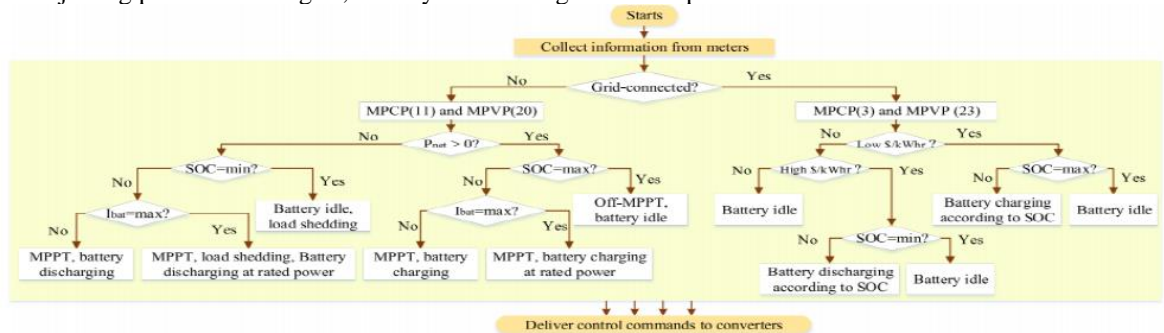 Starts
Collect information from meters
Grid-connected?
No
Yes
MPCP(11) and MPVP(20)
MPCP(3) and MPVP (23)
No
Pnet > 0?
Yes
No
Low $/kWhr ?
Yes
SOC=min?
SOC=max?
High $/kWhr ?
SOC=max?
No
Yes
No
Yes
No
Yes
No
Yes
Ibat=max?
Battery idle,
load shedding
Ibat=max?
Off-MPPT,
battery idle
Battery idle
Battery charging
according to SOC
Battery idle
No
Yes
No
Yes
No
SOC=min?
Yes
MPPT, battery
discharging
MPPT, load shedding, Battery
discharging at rated power
MPPT, battery
charging
MPPT, battery charging
at rated power
Battery discharging
according to SOC
Battery idle
Deliver control commands to converters